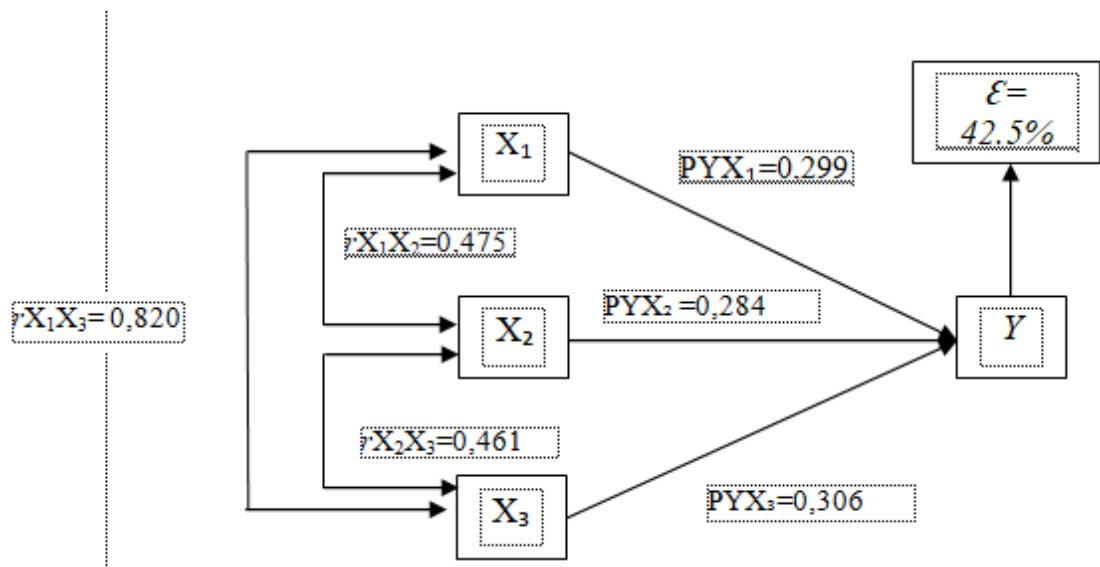 ε=
42.5%
X₁
PYX₁=0,299
rX₁X₂=0,475
rX₁X₃= 0,820
PYX₂ =0,284
X₂
Y
rX₂X₃=0,461
PYX₃=0,306
X₃